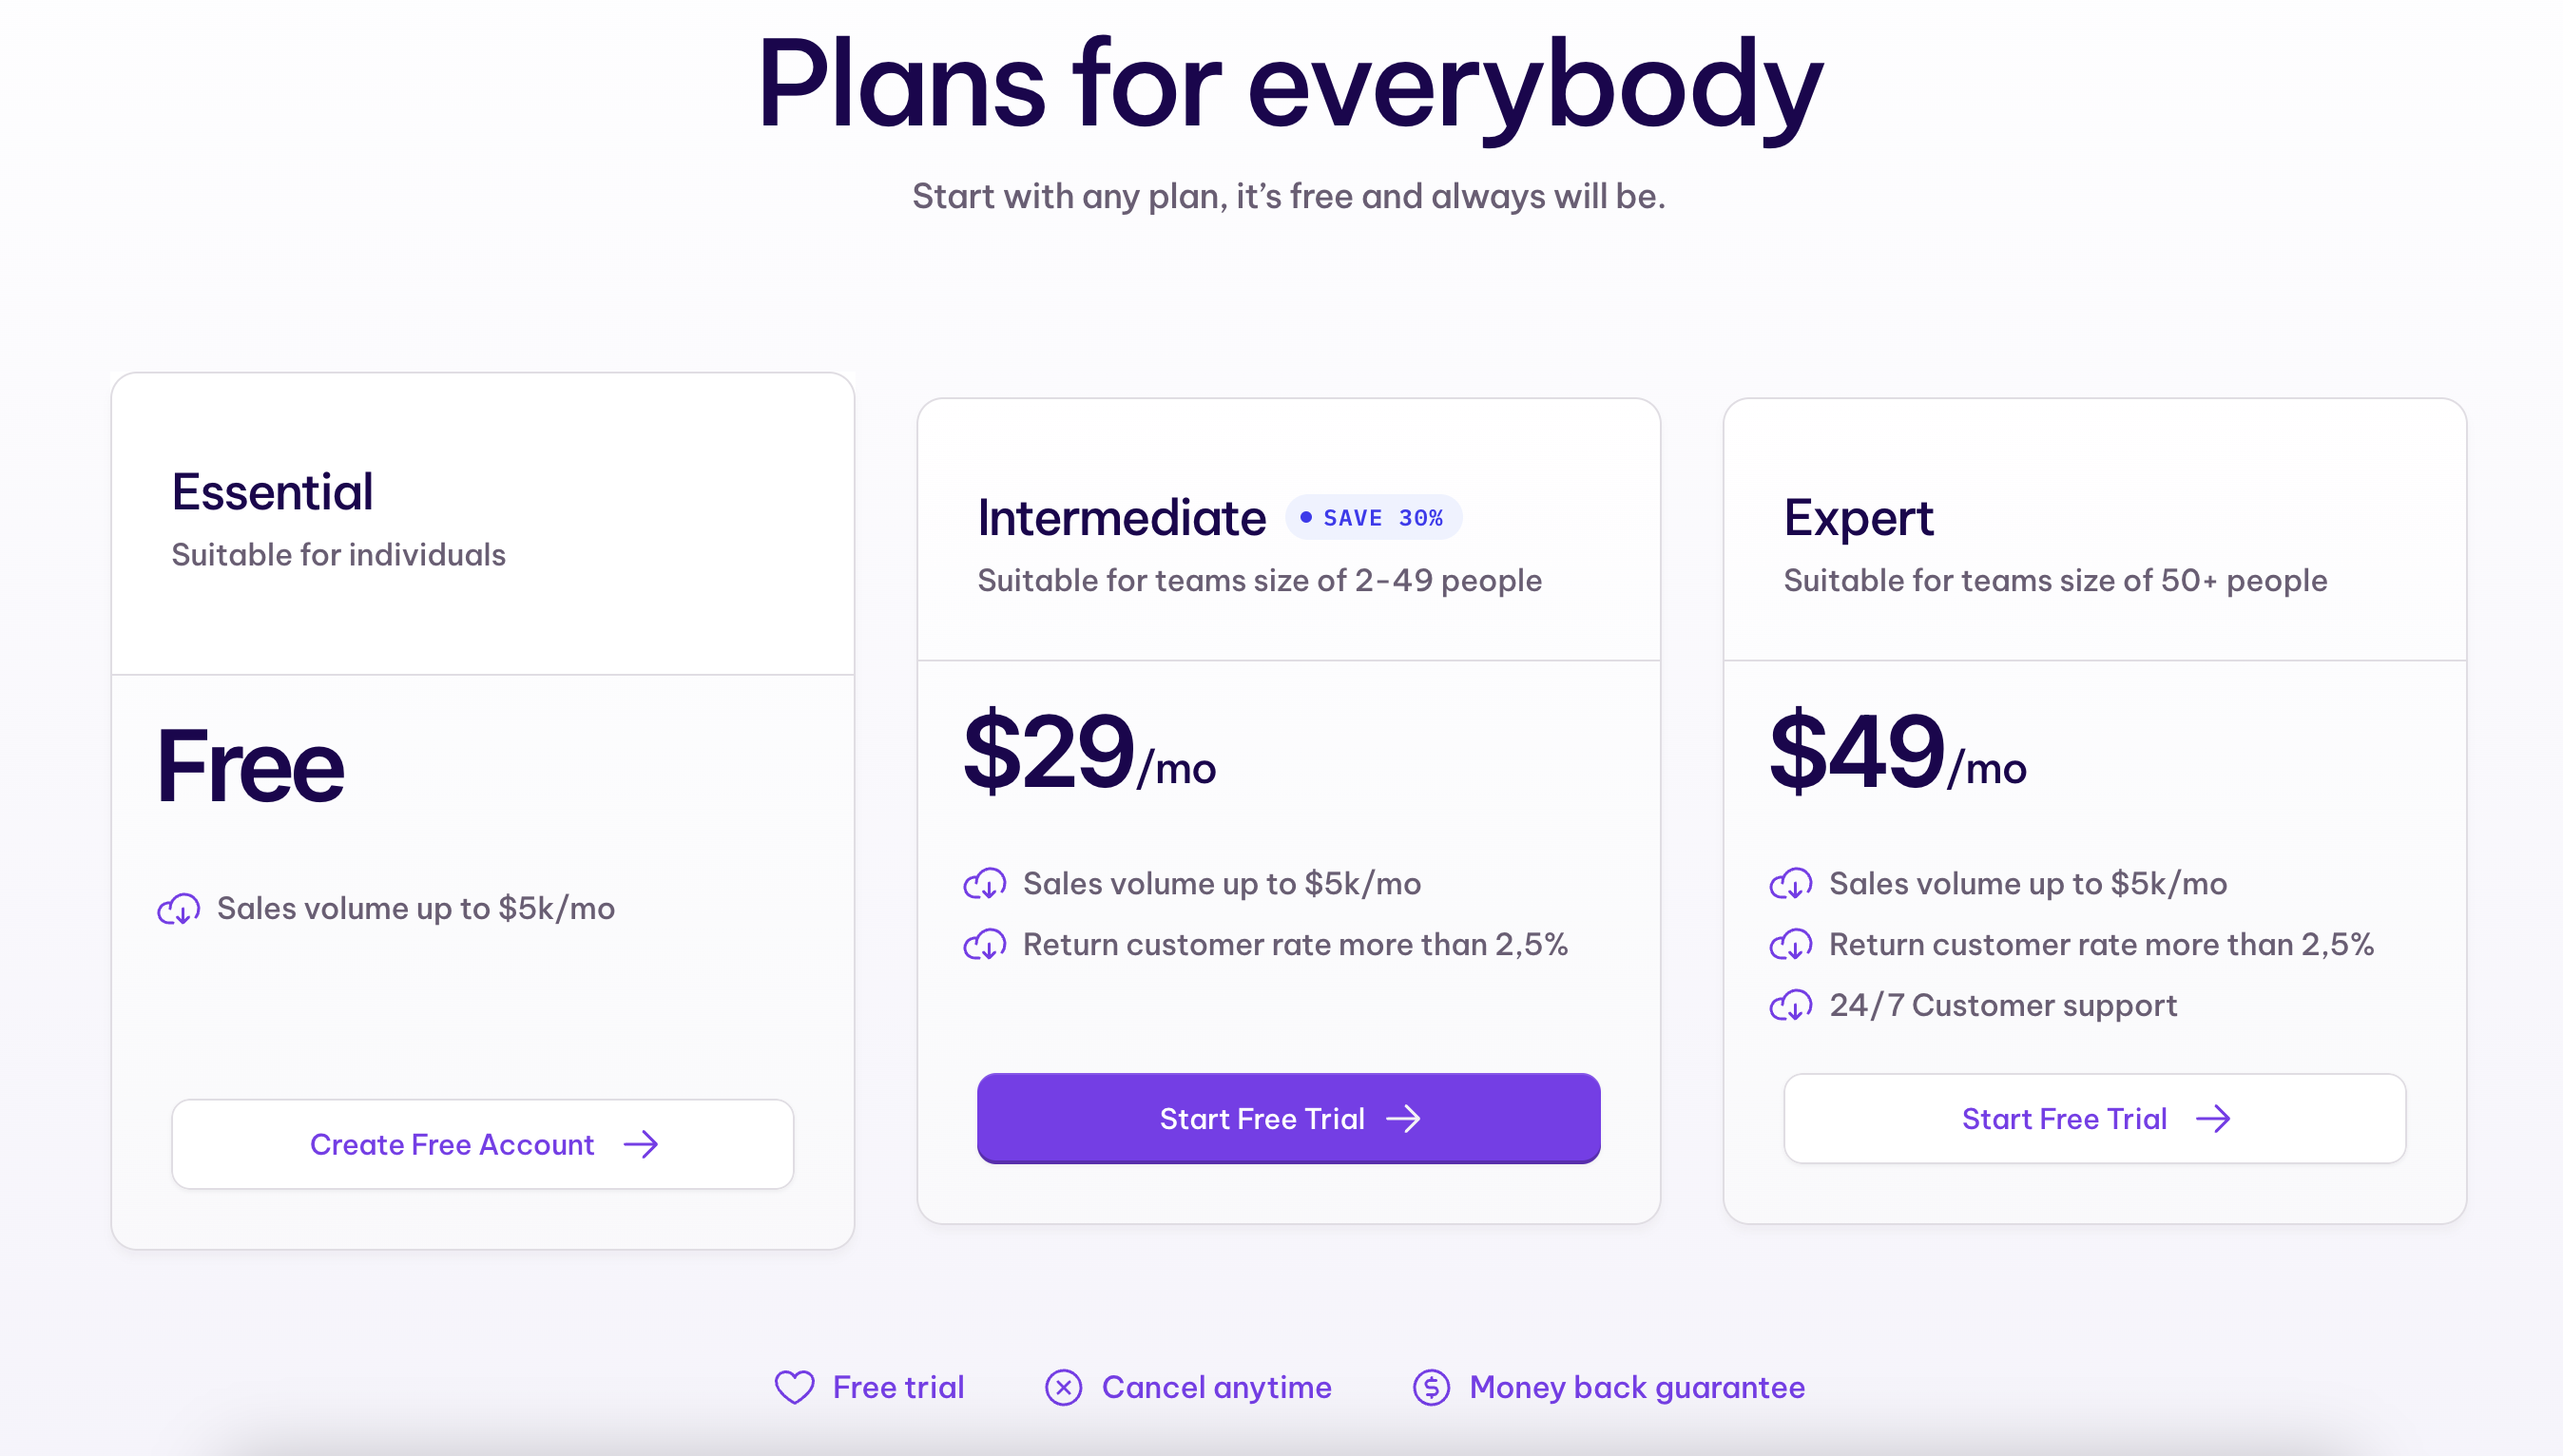 Plans for everybody
Start with any plan, it’s free and always will be.
Essential
Suitable for individuals
Free
Sales volume up to $5k/mo
Create Free Account
Intermediate
SAVE 30%
Suitable for teams size of 2-49 people
$29/mo
Sales volume up to $5k/mo
Return customer rate more than 2,5%
Start Free Trial
Expert
Suitable for teams size of 50+ people
$49/mo
Sales volume up to $5k/mo
Return customer rate more than 2,5%
24/7 Customer support
Start Free Trial
Free trial
Cancel anytime
Money back guarantee